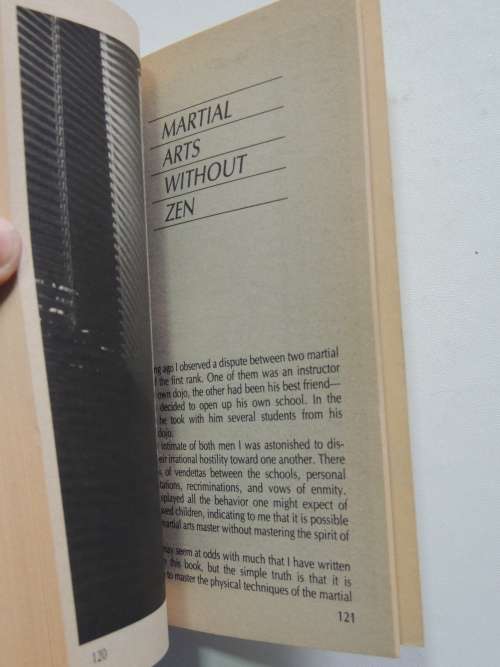 MARTIAL
ARTS
WITHOUT
ZEN
ago I observed a dispute between two martial
the first rank. One of them was an instructor
own dojo, the other had been his best friend—
decided to open up his own school. In the
he took with him several students from his
dojo.
intimate of both men I was astonished to dis-
their irrational hostility toward one another. There
of vendettas between the schools, personal
recriminations, and vows of enmity.
all the behavior one might expect of
children, indicating to me that it is possible
martial arts master without mastering the spirit of
may seem at odds with much that I have written
this book, but the simple truth is that it is
to master the physical techniques of the martial
121
120